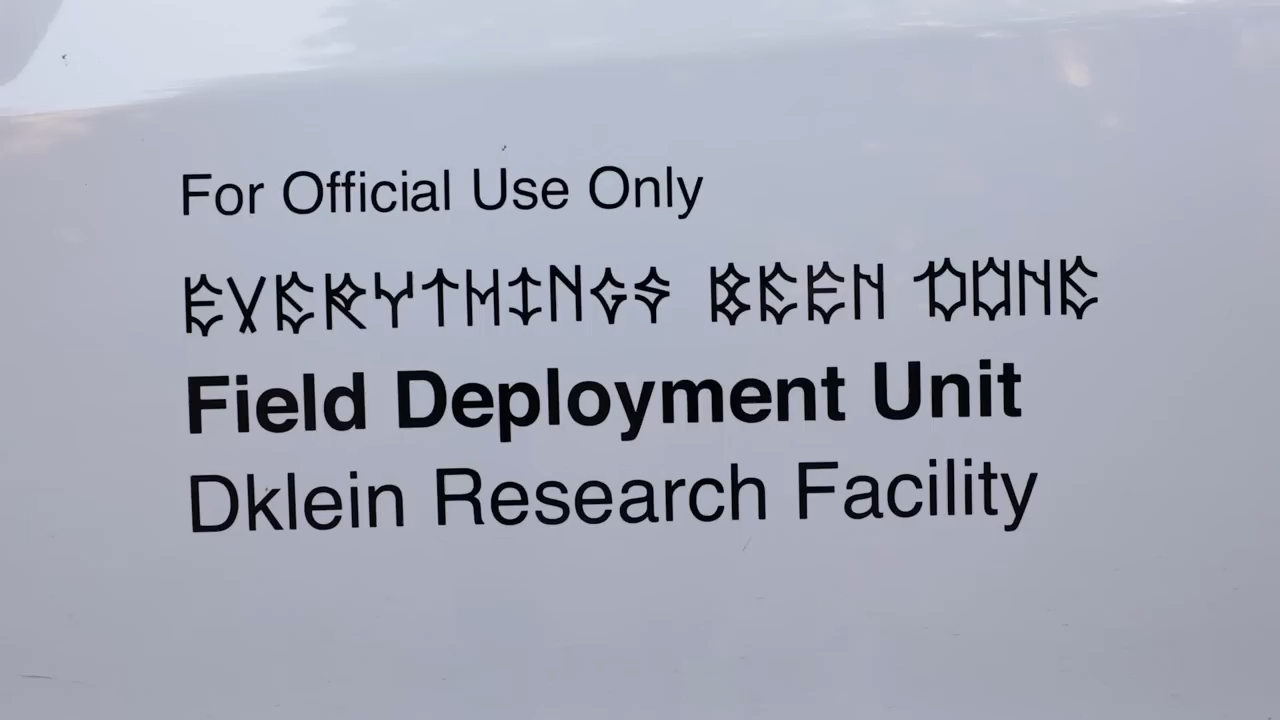 For Official Use Only
EVERYTHINGS BEEN DONE
Field Deployment Unit
Dklein Research Facility